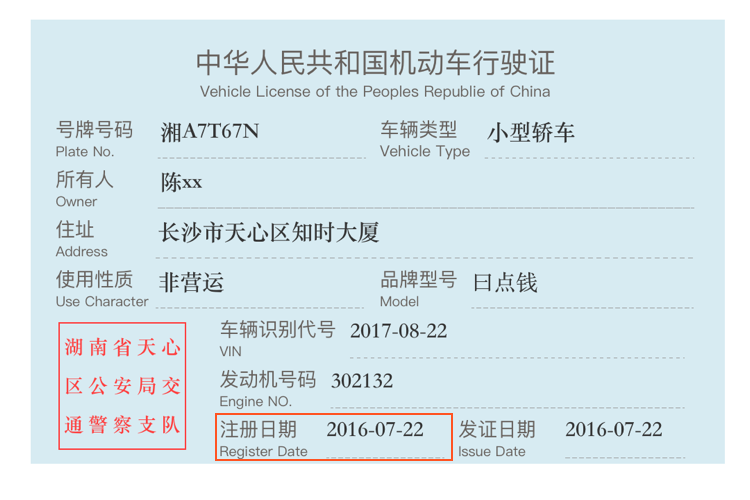 中华人民共和国机动车行驶证
Vehicle License of the Peoples Republie of China
号牌号码 湘A7T67N 车辆类型 小型轿车
Plate No. Vehicle Type
所有人 陈xx
Owner
住址 长沙市天心区知时大厦
Address
使用性质 非营运 品牌型号 日点钱
Use Character Model
车辆识别代号 2017-08-22
VIN
发动机号码 302132
Engine NO.
注册日期 2016-07-22 发证日期 2016-07-22
Register Date Issue Date
湖南省天心
区公安局交
通警察支队